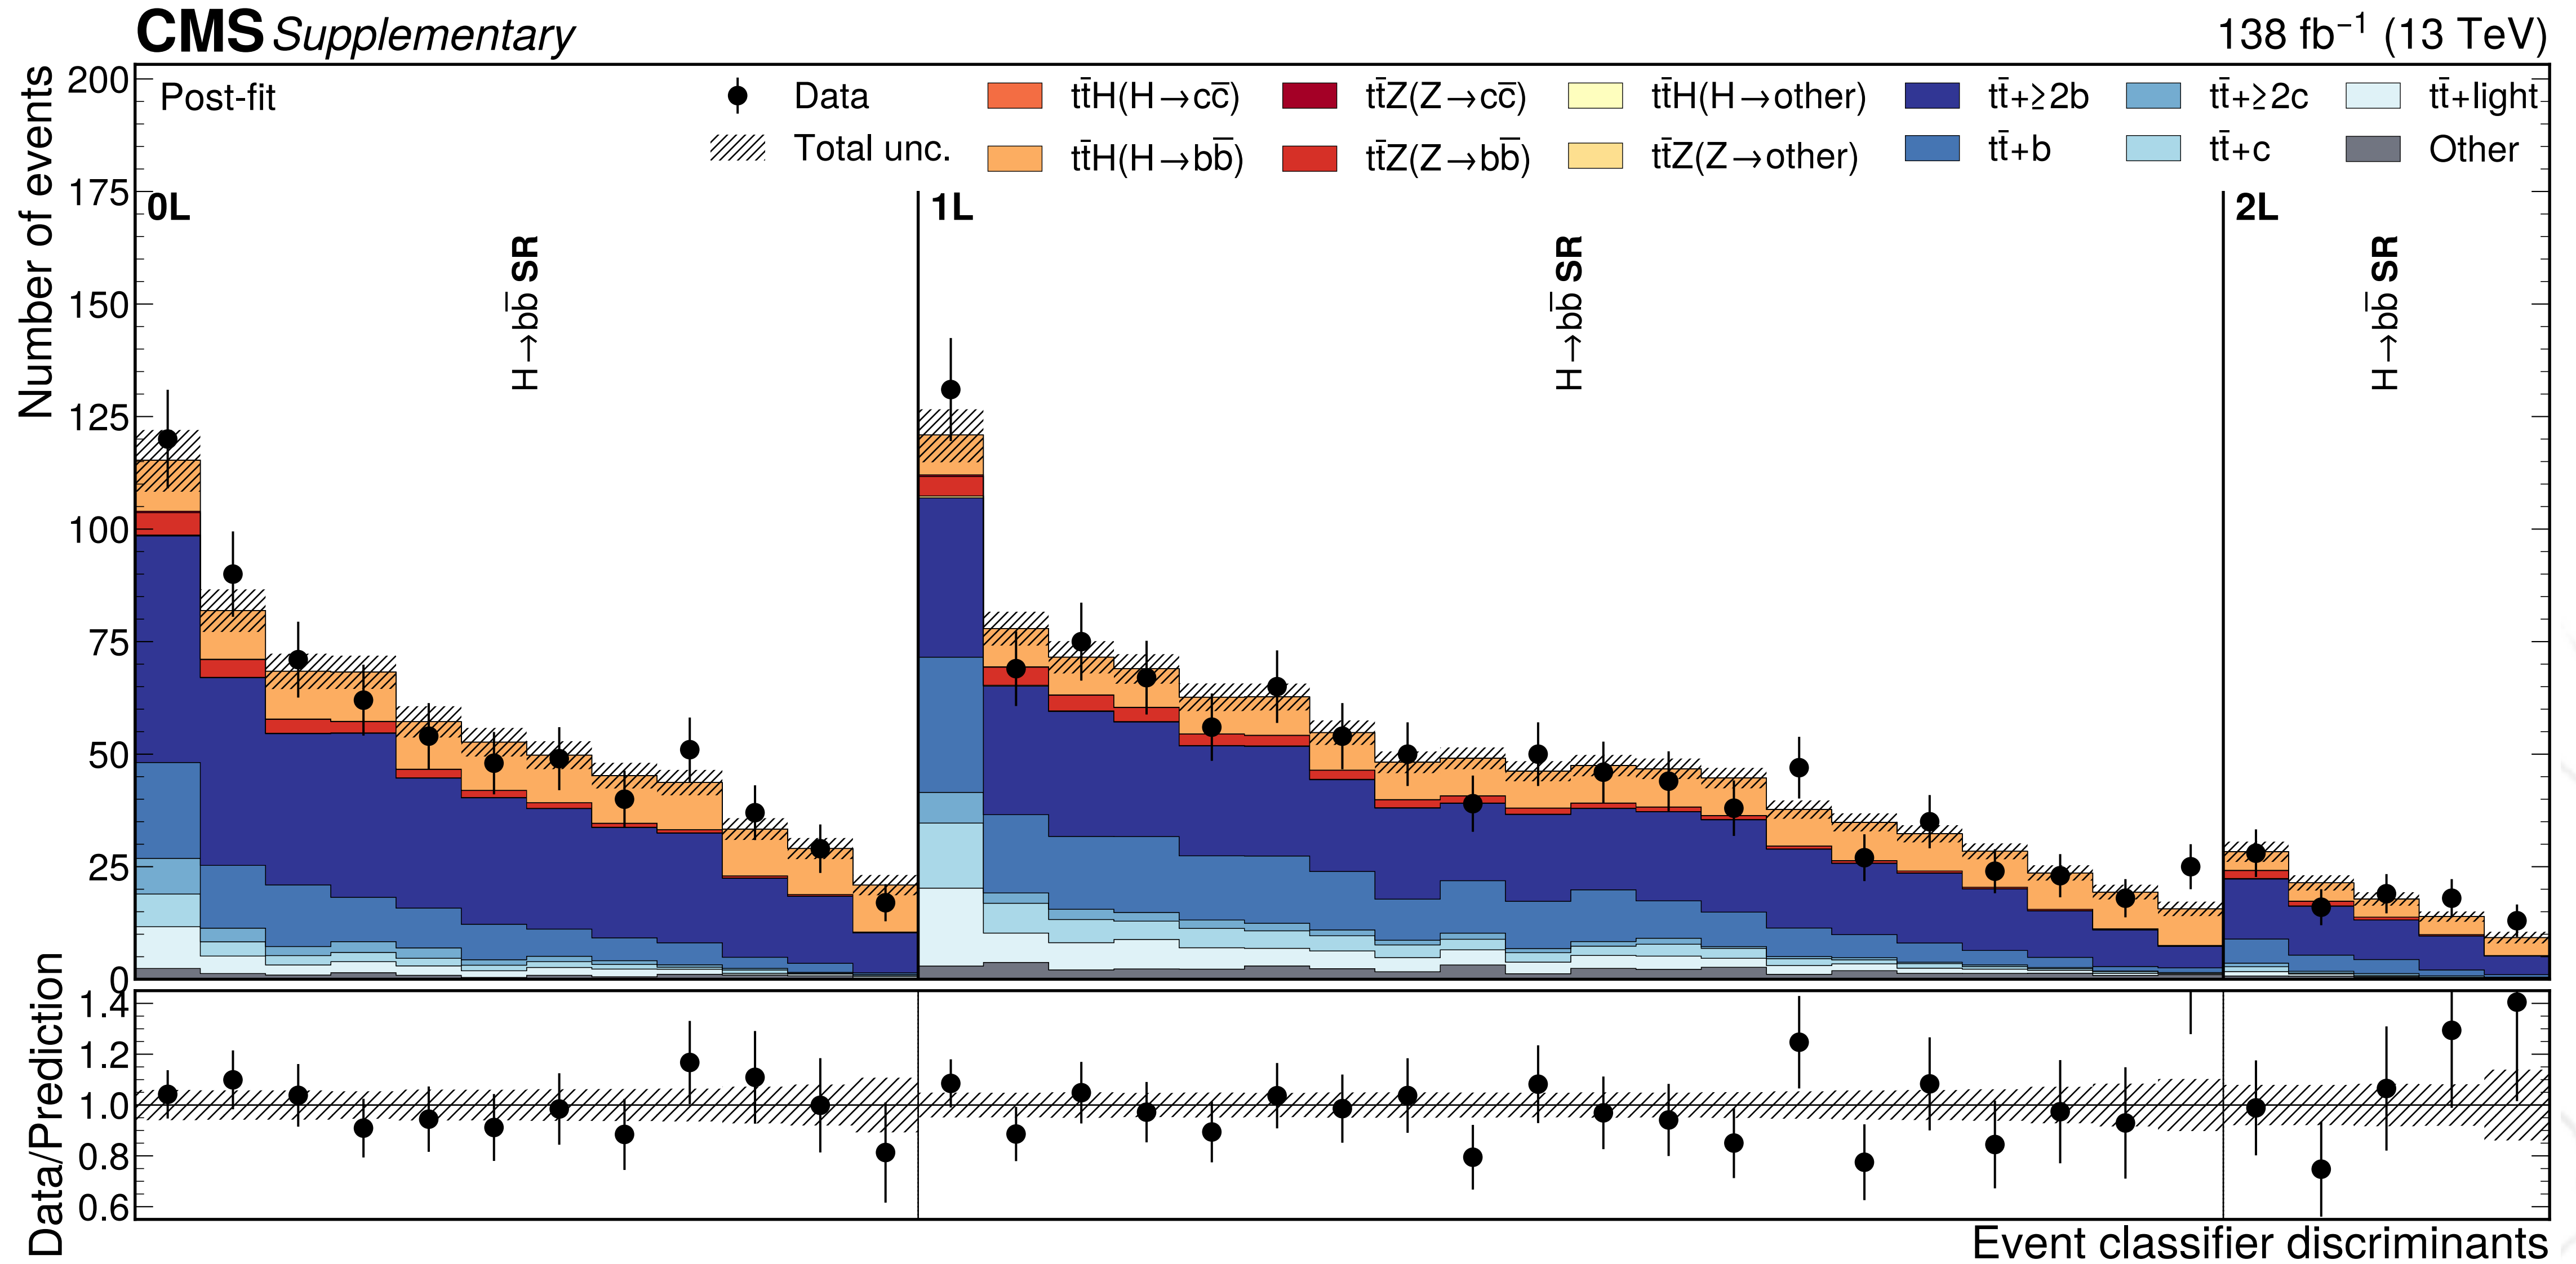 CMS Supplementary 138 fb⁻¹ (13 TeV)
Number of events
200
175
150
125
100
75
50
25
0
Post-fit
Data
Total unc.
tt̄H(H→cc̄)
tt̄H(H→bb̄)
tt̄Z(Z→cc̄)
tt̄Z(Z→bb̄)
tt̄H(H→other)
tt̄Z(Z→other)
tt̄+≥2b
tt̄+b
tt̄+≥2c
tt̄+c
tt̄+light
Other
0L
H→bb̄ SR
1L
H→bb̄ SR
2L
H→bb̄ SR
Data/Prediction
1.4
1.2
1.0
0.8
0.6
Event classifier discriminants